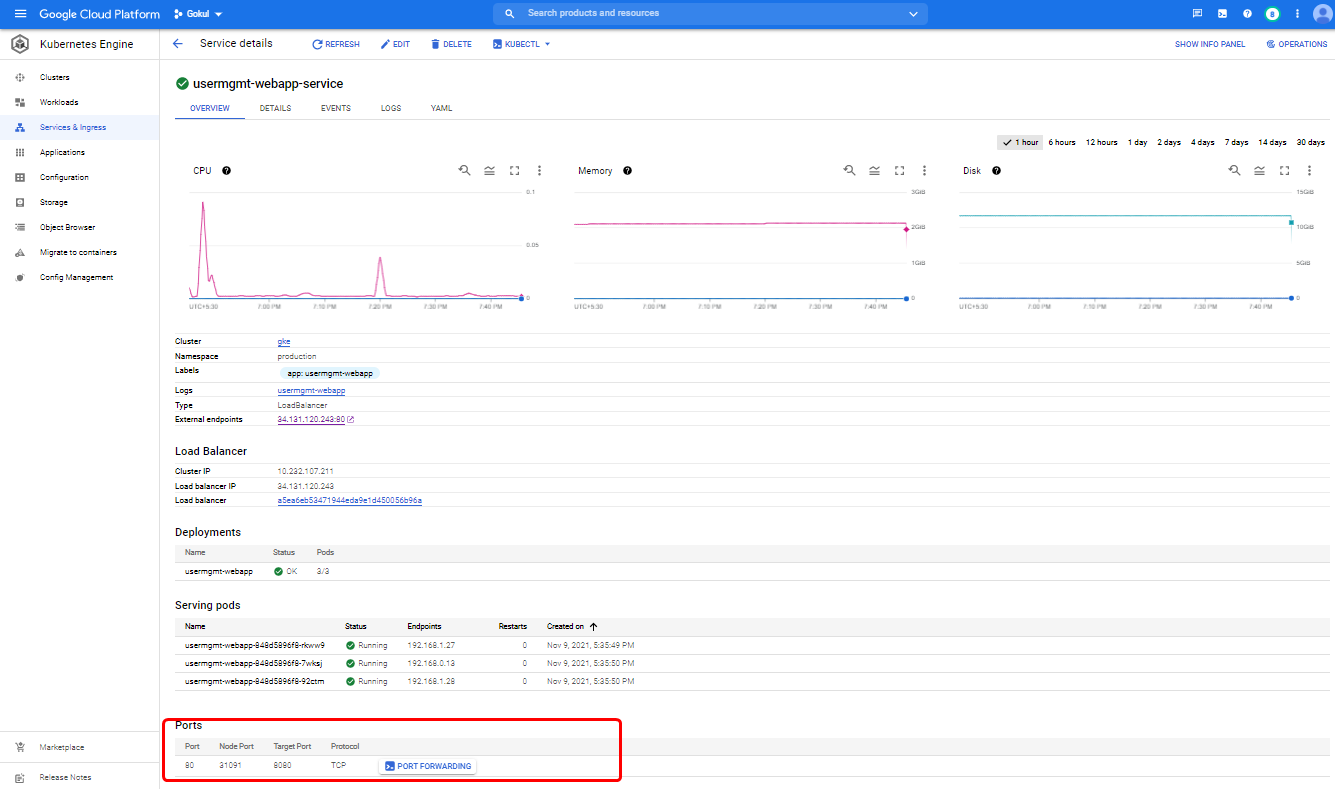 Google Cloud Platform Gokul Search products and resources 8
Kubernetes Engine Service details REFRESH EDIT DELETE KUBECTL SHOW INFO PANEL OPERATIONS
Clusters
Workloads
Services & Ingress
Applications
Configuration
Storage
Object Browser
Migrate to containers
Config Management
Marketplace
Release Notes
usermgmt-webapp-service
OVERVIEW DETAILS EVENTS LOGS YAML
1 hour 6 hours 12 hours 1 day 2 days 4 days 7 days 14 days 30 days
CPU
0.1
0.05
0
UTC+5:30 7:00 PM 7:10 PM 7:20 PM 7:30 PM 7:40 PM
Memory
3GiB
2GiB
1GiB
0
UTC+5:30 7:00 PM 7:10 PM 7:20 PM 7:30 PM 7:40 PM
Disk
15GiB
10GiB
5GiB
0
UTC+5:30 7:00 PM 7:10 PM 7:20 PM 7:30 PM 7:40 PM
Cluster gke
Namespace production
Labels app: usermgmt-webapp
Logs usermgmt-webapp
Type LoadBalancer
External endpoints 34.131.120.243:80
Load Balancer
Cluster IP 10.232.107.211
Load balancer IP 34.131.120.243
Load balancer a5ea6eb53471944eda9e1d450056b96a
Deployments
Name Status Pods
usermgmt-webapp OK 3/3
Serving pods
Name Status Endpoints Restarts Created on
usermgmt-webapp-848d5896f8-rkww9 Running 192.168.1.27 0 Nov 9, 2021, 5:35:49 PM
usermgmt-webapp-848d5896f8-7wksj Running 192.168.0.13 0 Nov 9, 2021, 5:35:50 PM
usermgmt-webapp-848d5896f8-92ctm Running 192.168.1.28 0 Nov 9, 2021, 5:35:50 PM
Ports
Port Node Port Target Port Protocol
80 31091 8080 TCP PORT FORWARDING